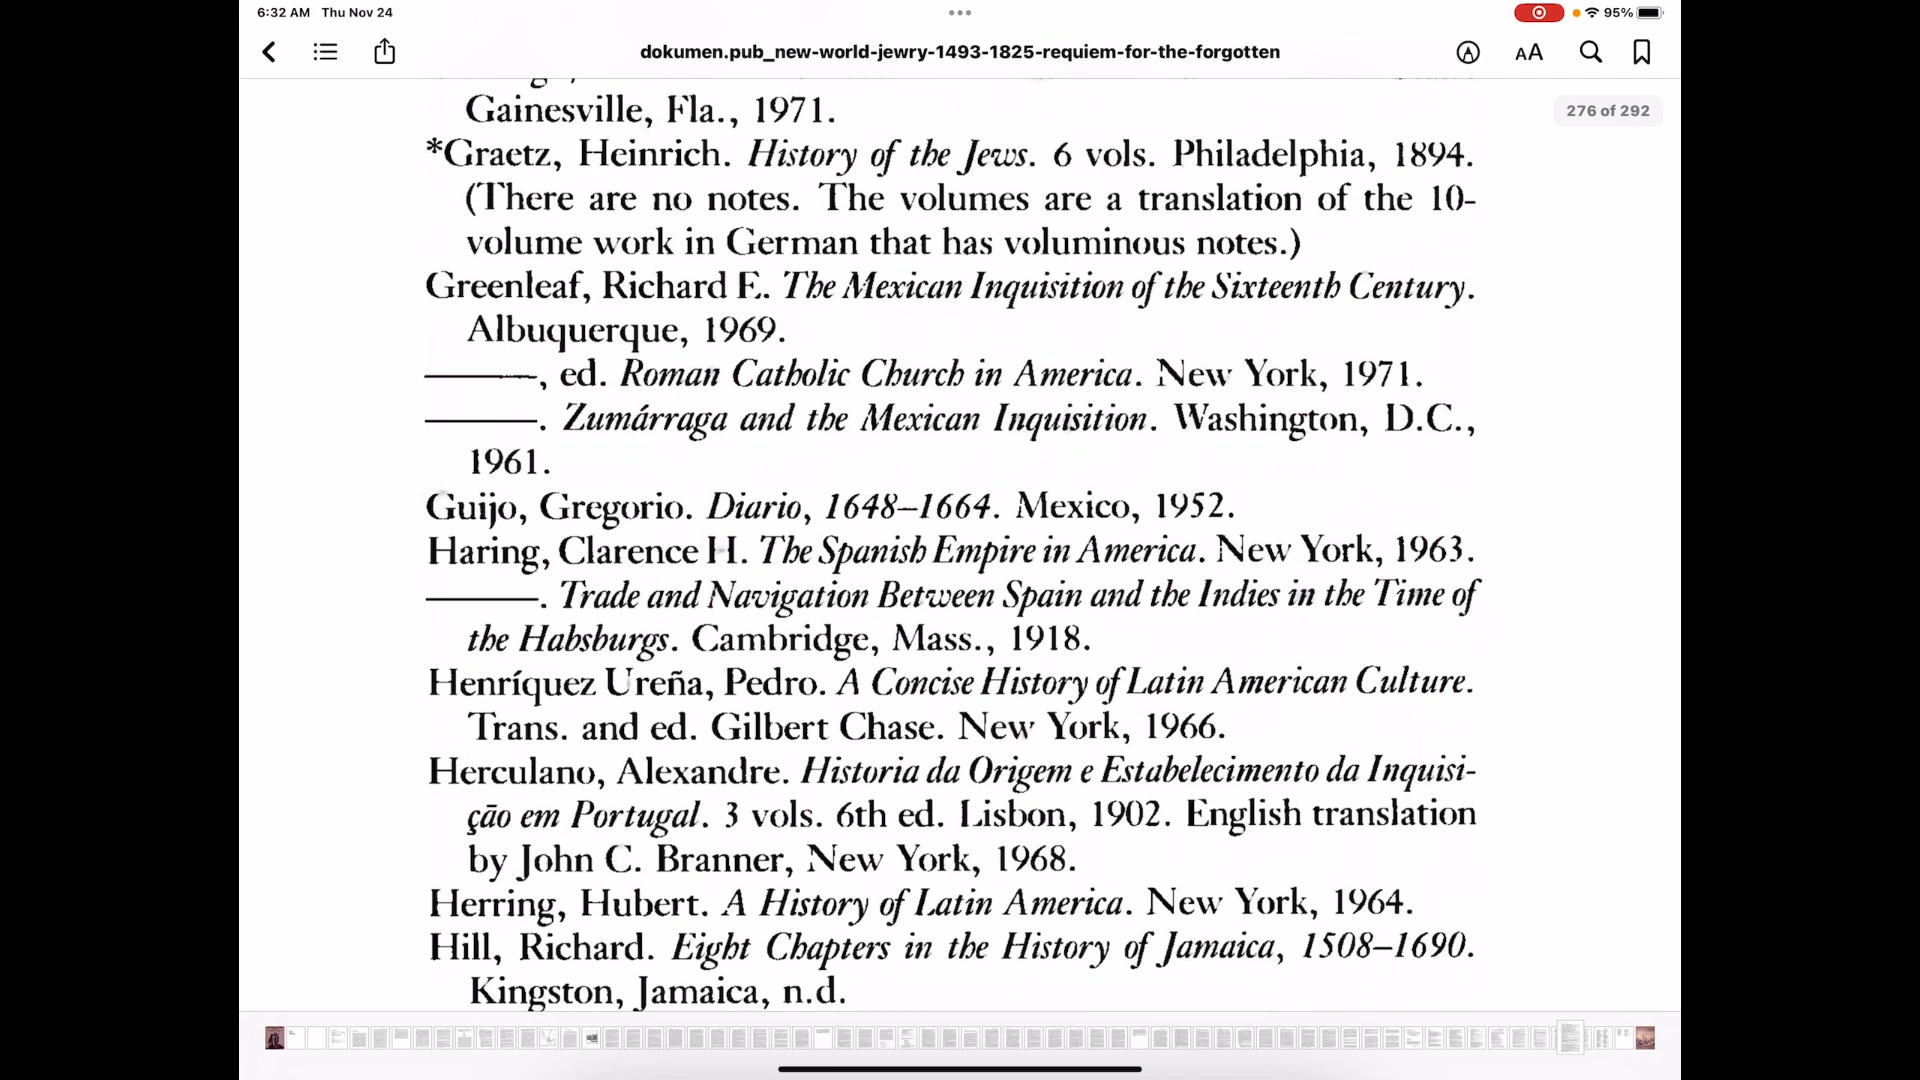 6:32 AM Thu Nov 24
95%
dokumen.pub_new-world-jewry-1493-1825-requiem-for-the-forgotten
AA
276 of 292
Gainesville, Fla., 1971.
*Graetz, Heinrich. History of the Jews. 6 vols. Philadelphia, 1894.
(There are no notes. The volumes are a translation of the 10-
volume work in German that has voluminous notes.)
Greenleaf, Richard E. The Mexican Inquisition of the Sixteenth Century.
Albuquerque, 1969.
———, ed. Roman Catholic Church in America. New York, 1971.
———. Zumárraga and the Mexican Inquisition. Washington, D.C.,
1961.
Guijo, Gregorio. Diario, 1648–1664. Mexico, 1952.
Haring, Clarence H. The Spanish Empire in America. New York, 1963.
———. Trade and Navigation Between Spain and the Indies in the Time of
the Habsburgs. Cambridge, Mass., 1918.
Henríquez Ureña, Pedro. A Concise History of Latin American Culture.
Trans. and ed. Gilbert Chase. New York, 1966.
Herculano, Alexandre. Historia da Origem e Estabelecimento da Inquisi-
ção em Portugal. 3 vols. 6th ed. Lisbon, 1902. English translation
by John C. Branner, New York, 1968.
Herring, Hubert. A History of Latin America. New York, 1964.
Hill, Richard. Eight Chapters in the History of Jamaica, 1508–1690.
Kingston, Jamaica, n.d.